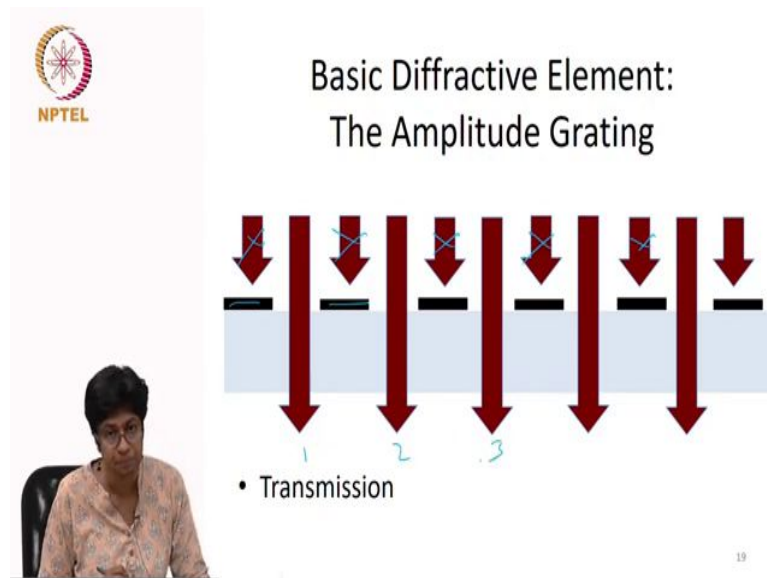 NPTEL
Basic Diffractive Element:
The Amplitude Grating
1 2 .3
• Transmission
19